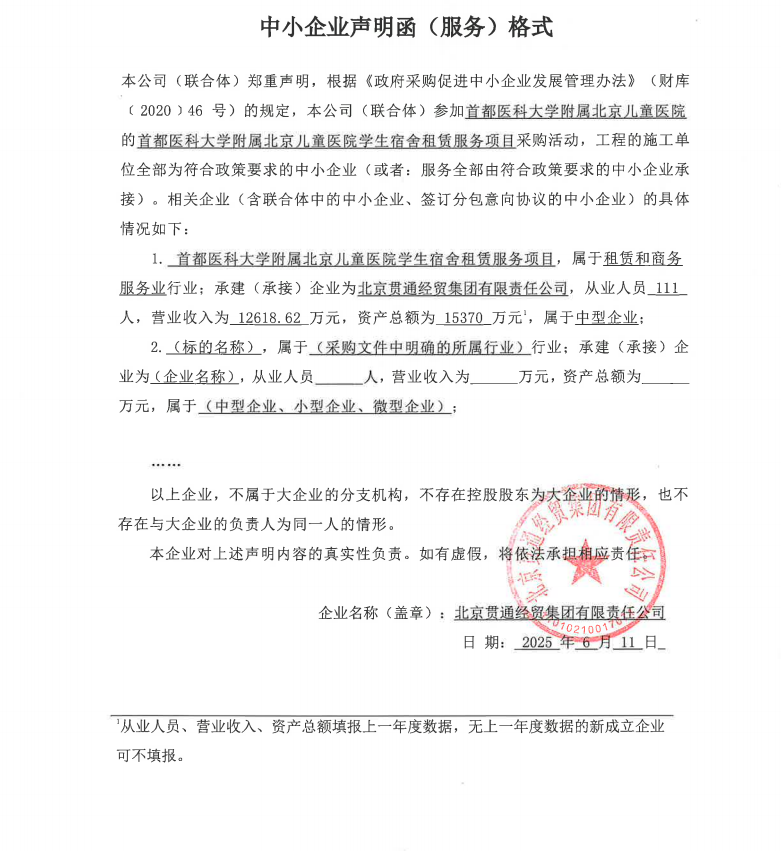 中小企业声明函（服务）格式
本公司（联合体）郑重声明，根据《政府采购促进中小企业发展管理办法》（财库
﹝2020﹞46 号）的规定，本公司（联合体）参加首都医科大学附属北京儿童医院
的首都医科大学附属北京儿童医院学生宿舍租赁服务项目采购活动，工程的施工单
位全部为符合政策要求的中小企业（或者：服务全部由符合政策要求的中小企业承
接）。相关企业（含联合体中的中小企业、签订分包意向协议的中小企业）的具体
情况如下：
1. 首都医科大学附属北京儿童医院学生宿舍租赁服务项目，属于租赁和商务
服务业行业；承建（承接）企业为北京贯通经贸集团有限责任公司，从业人员 111
人，营业收入为 12618.62 万元，资产总额为 15370 万元¹，属于中型企业；
2.（标的名称），属于（采购文件中明确的所属行业）行业；承建（承接）企
业为（企业名称），从业人员______人，营业收入为______万元，资产总额为______
万元，属于（中型企业、小型企业、微型企业）；
……
以上企业，不属于大企业的分支机构，不存在控股股东为大企业的情形，也不
存在与大企业的负责人为同一人的情形。
本企业对上述声明内容的真实性负责。如有虚假，将依法承担相应责任。
北京贯通经贸集团有限责任公司
企业名称（盖章）：北京贯通经贸集团有限责任公司
日 期： 2025 年 6 月 11 日
¹从业人员、营业收入、资产总额填报上一年度数据，无上一年度数据的新成立企业
可不填报。